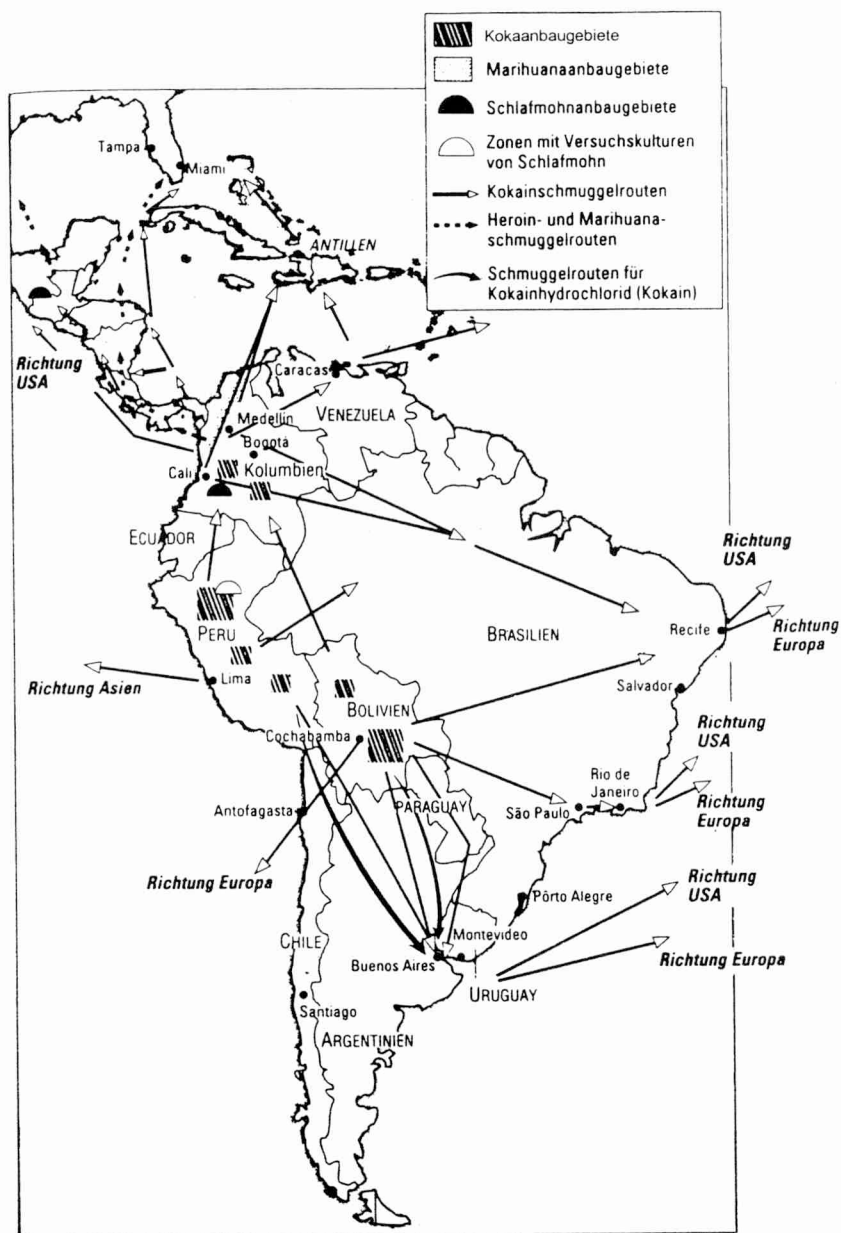 Kokaanbaugebiete
Marihuanaanbaugebiete
Schlafmohnanbaugebiete
Zonen mit Versuchskulturen
von Schlafmohn
Kokainschmuggelrouten
Heroin- und Marihuana-
schmuggelrouten
Schmuggelrouten für
Kokainhydrochlorid (Kokain)
Tampa
Miami
ANTILLEN
Richtung
USA
Caracas
VENEZUELA
Medellin
Bogotá
Cali
Kolumbien
ECUADOR
Richtung
USA
PERU
BRASILIEN
Recife
Richtung
Europa
Richtung Asien
Lima
Salvador
BOLIVIEN
Cochabamba
Richtung
USA
Rio de
Janeiro
Antofagasta
PARAGUAY
São Paulo
Richtung
Europa
Richtung Europa
Richtung
USA
Pôrto Alegre
CHILE
Montevideo
Buenos Aires
Richtung Europa
URUGUAY
Santiago
ARGENTINIEN